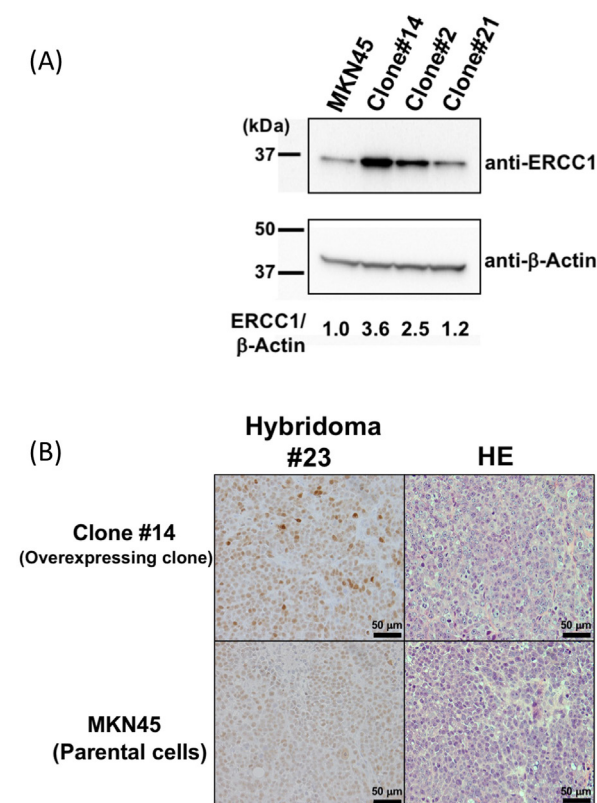 (A)
MKN45 Clone#14 Clone#2 Clone#21
(kDa)
37
anti-ERCC1
50
37
anti-β-Actin
ERCC1/
β-Actin
1.0 3.6 2.5 1.2
(B)
Hybridoma
#23
HE
Clone #14
(Overexpressing clone)
50 μm
50 μm
MKN45
(Parental cells)
50 μm
50 μm